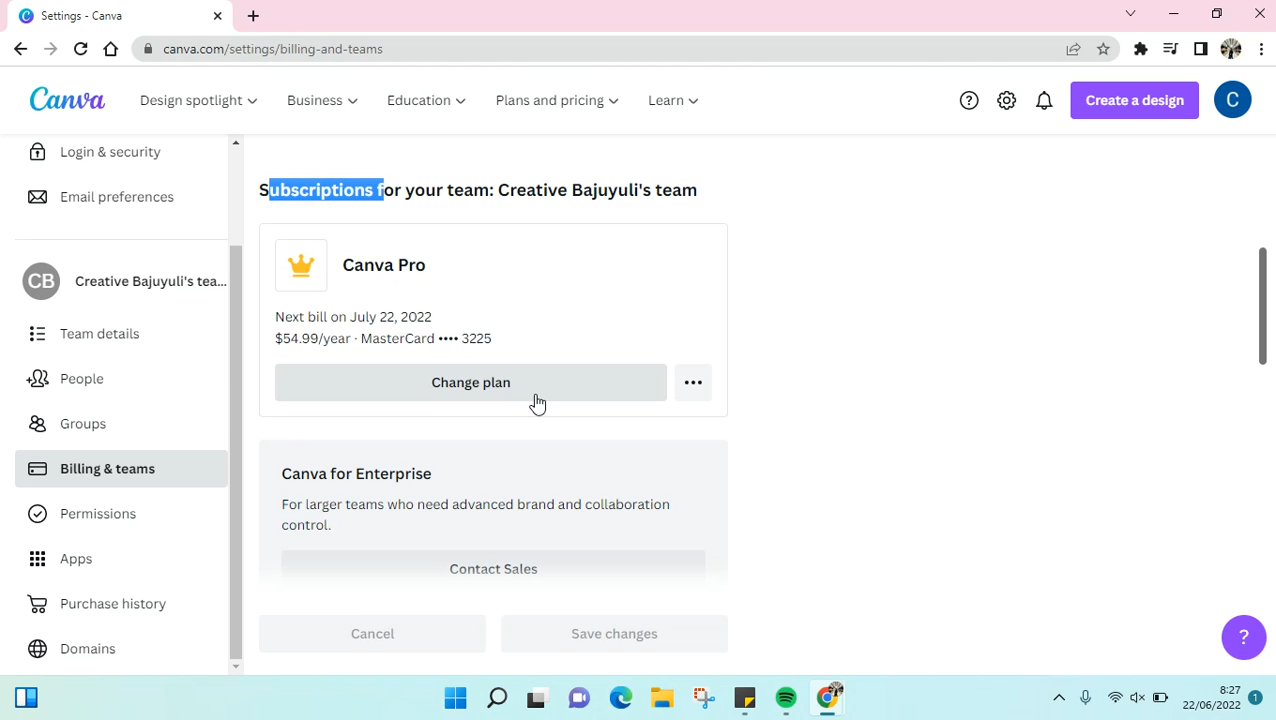 Settings - Canva
canva.com/settings/billing-and-teams
Canva
Design spotlight
Business
Education
Plans and pricing
Learn
Create a design
C
Login & security
Email preferences
CB
Creative Bajuyuli's tea...
Team details
People
Groups
Billing & teams
Permissions
Apps
Purchase history
Domains
Subscriptions for your team: Creative Bajuyuli's team
Canva Pro
Next bill on July 22, 2022
$54.99/year · MasterCard •••• 3225
Change plan
Canva for Enterprise
For larger teams who need advanced brand and collaboration
control.
Contact Sales
Cancel
Save changes
?
8:27
22/06/2022
1